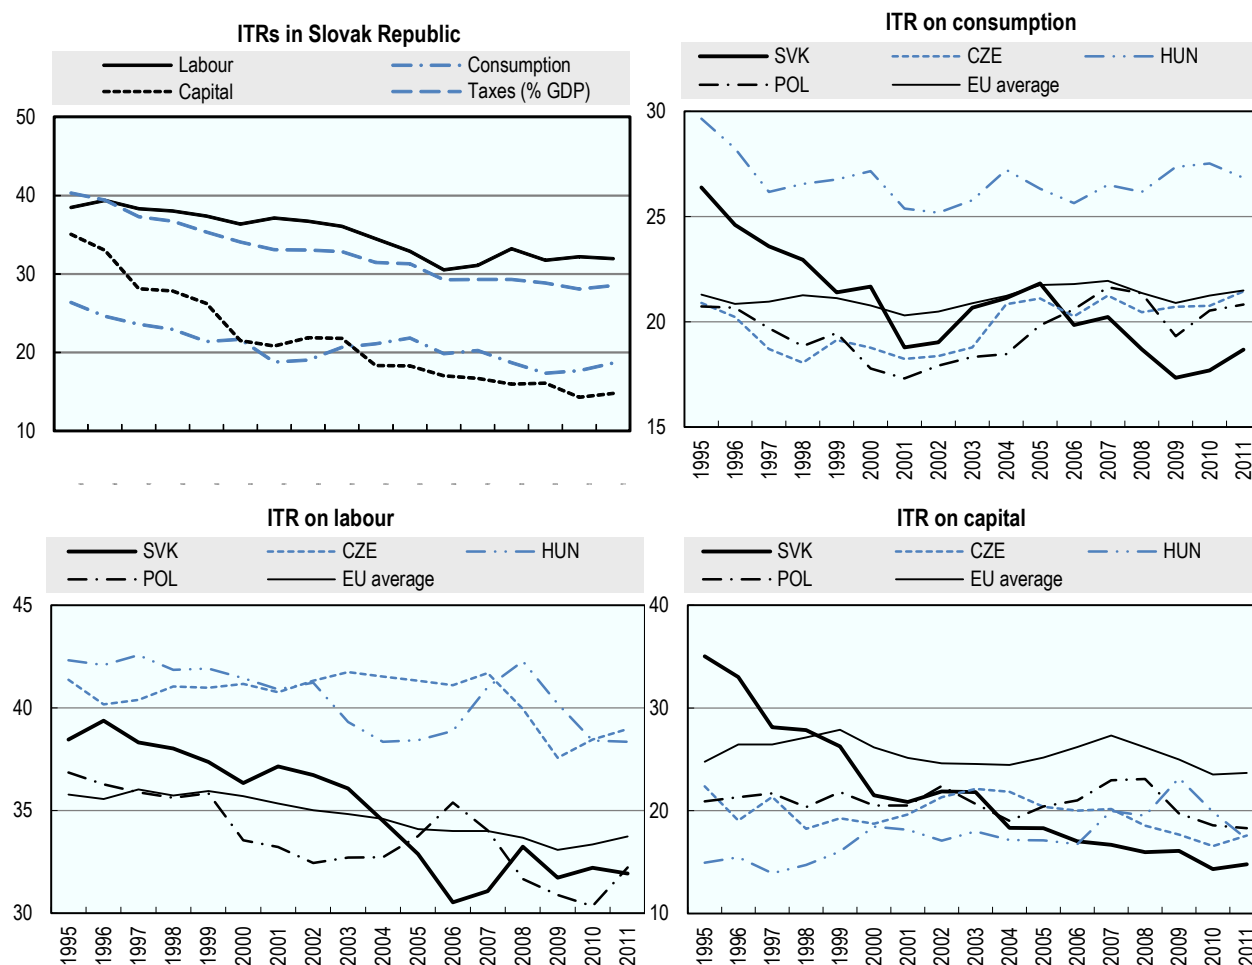 ITRs in Slovak Republic
Labour Consumption
Capital Taxes (% GDP)
50
40
30
20
10
ITR on consumption
SVK CZE HUN
POL EU average
30
25
20
15
1995 1996 1997 1998 1999 2000 2001 2002 2003 2004 2005 2006 2007 2008 2009 2010 2011
ITR on labour
SVK CZE HUN
POL EU average
45
40
35
30
1995 1996 1997 1998 1999 2000 2001 2002 2003 2004 2005 2006 2007 2008 2009 2010 2011
ITR on capital
SVK CZE HUN
POL EU average
40
30
20
10
1995 1996 1997 1998 1999 2000 2001 2002 2003 2004 2005 2006 2007 2008 2009 2010 2011